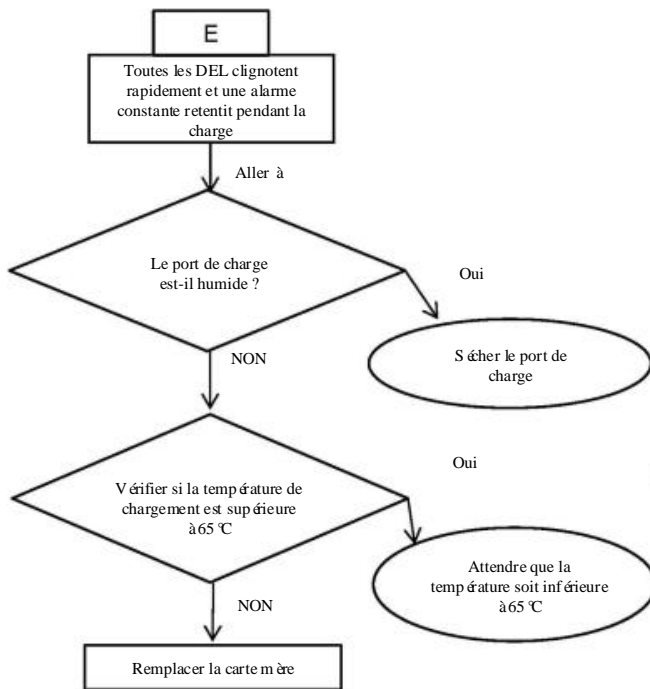 E
Toutes les DEL clignotent
rapidement et une alarme
constante retentit pendant la
charge
Aller à
Le port de charge
est-il humide ?
Oui
Sécher le port de
charge
NON
Vérifier si la température de
chargement est supérieure
à 65 °C
Oui
Attendre que la
température soit inférieure
à 65 °C
NON
Remplacer la carte mère